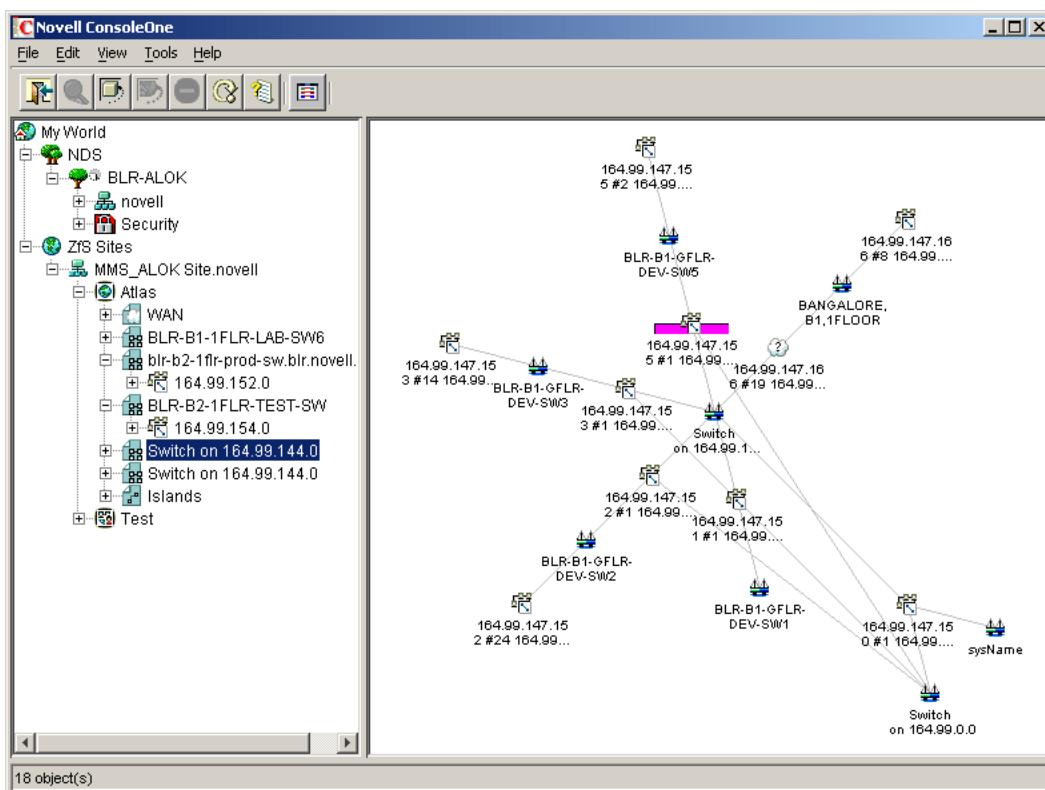 Novell ConsoleOne
File Edit View Tools Help
My World
NDS
BLR-ALOK
novell
Security
ZfS Sites
MMS_ALOK Site.novell
Atlas
WAN
BLR-B1-1FLR-LAB-SW6
blr-b2-1flr-prod-sw.blr.novell.
164.99.152.0
BLR-B2-1FLR-TEST-SW
164.99.154.0
Switch on 164.99.144.0
Switch on 164.99.144.0
Islands
Test
164.99.147.15
5 #2 164.99....
164.99.147.16
6 #8 164.99....
BLR-B1-GFLR-
DEV-SW5
BANGALORE,
B1,1FLOOR
164.99.147.15
5 #1 164.99....
164.99.147.15
3 #14 164.99...
164.99.147.16
6 #19 164.99...
BLR-B1-GFLR-
DEV-SW3
164.99.147.15
3 #1 164.99....
Switch
on 164.99.1...
164.99.147.15
2 #1 164.99....
164.99.147.15
1 #1 164.99....
BLR-B1-GFLR-
DEV-SW2
BLR-B1-GFLR-
DEV-SW1
164.99.147.15
2 #24 164.99...
164.99.147.15
0 #1 164.99....
sysName
Switch
on 164.99.0.0
18 object(s)